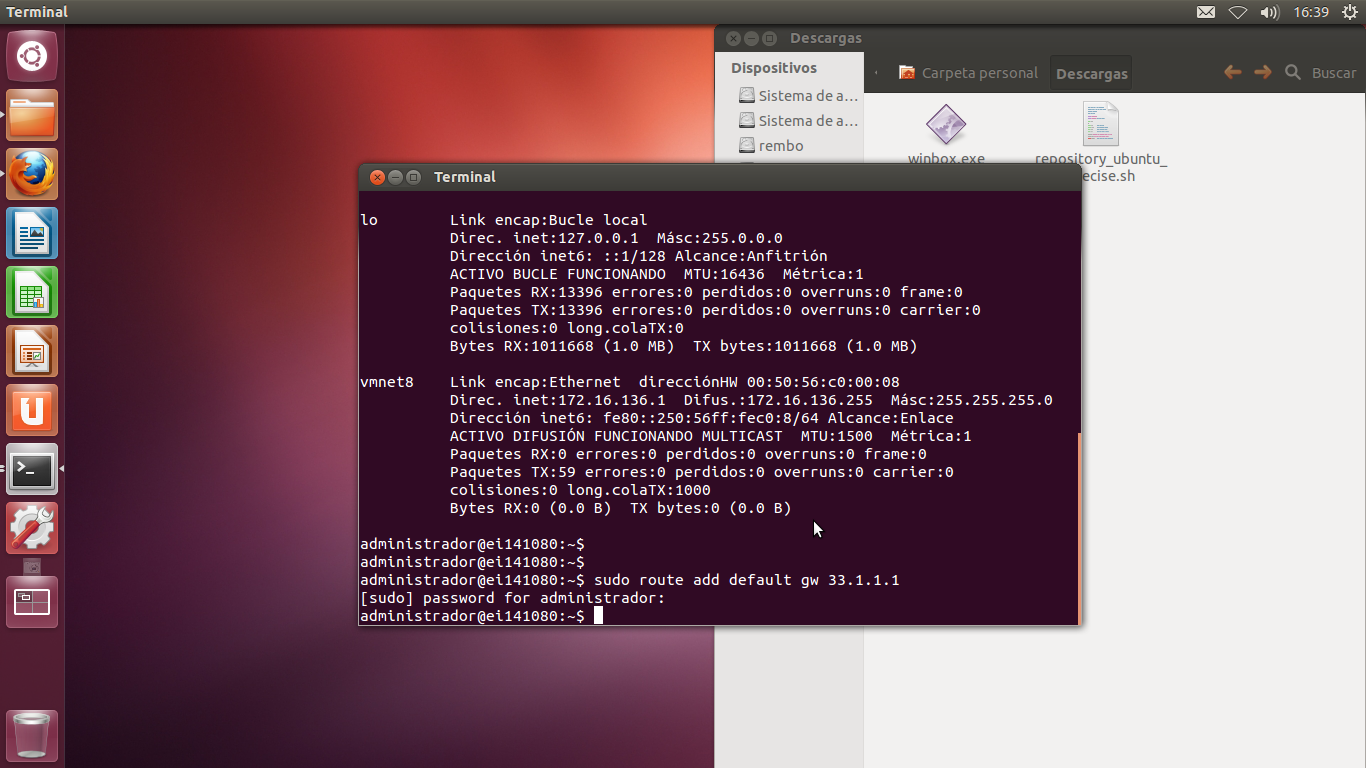 Terminal
16:39
Descargas
Dispositivos
Sistema de a...
Sistema de a...
rembo
Carpeta personal
Descargas
Buscar
winbox.exe
repository_ubuntu_
ecise.sh
Terminal
lo        Link encap:Bucle local
Direc. inet:127.0.0.1  Másc:255.0.0.0
Dirección inet6: ::1/128 Alcance:Anfitrión
ACTIVO BUCLE FUNCIONANDO  MTU:16436  Métrica:1
Paquetes RX:13396 errores:0 perdidos:0 overruns:0 frame:0
Paquetes TX:13396 errores:0 perdidos:0 overruns:0 carrier:0
colisiones:0 long.colaTX:0
Bytes RX:1011668 (1.0 MB)  TX bytes:1011668 (1.0 MB)
vmnet8    Link encap:Ethernet  direcciónHW 00:50:56:c0:00:08
Direc. inet:172.16.136.1  Difus.:172.16.136.255  Másc:255.255.255.0
Dirección inet6: fe80::250:56ff:fec0:8/64 Alcance:Enlace
ACTIVO DIFUSIÓN FUNCIONANDO MULTICAST  MTU:1500  Métrica:1
Paquetes RX:0 errores:0 perdidos:0 overruns:0 frame:0
Paquetes TX:59 errores:0 perdidos:0 overruns:0 carrier:0
colisiones:0 long.colaTX:1000
Bytes RX:0 (0.0 B)  TX bytes:0 (0.0 B)
administrador@ei141080:~$
administrador@ei141080:~$
administrador@ei141080:~$ sudo route add default gw 33.1.1.1
[sudo] password for administrador:
administrador@ei141080:~$